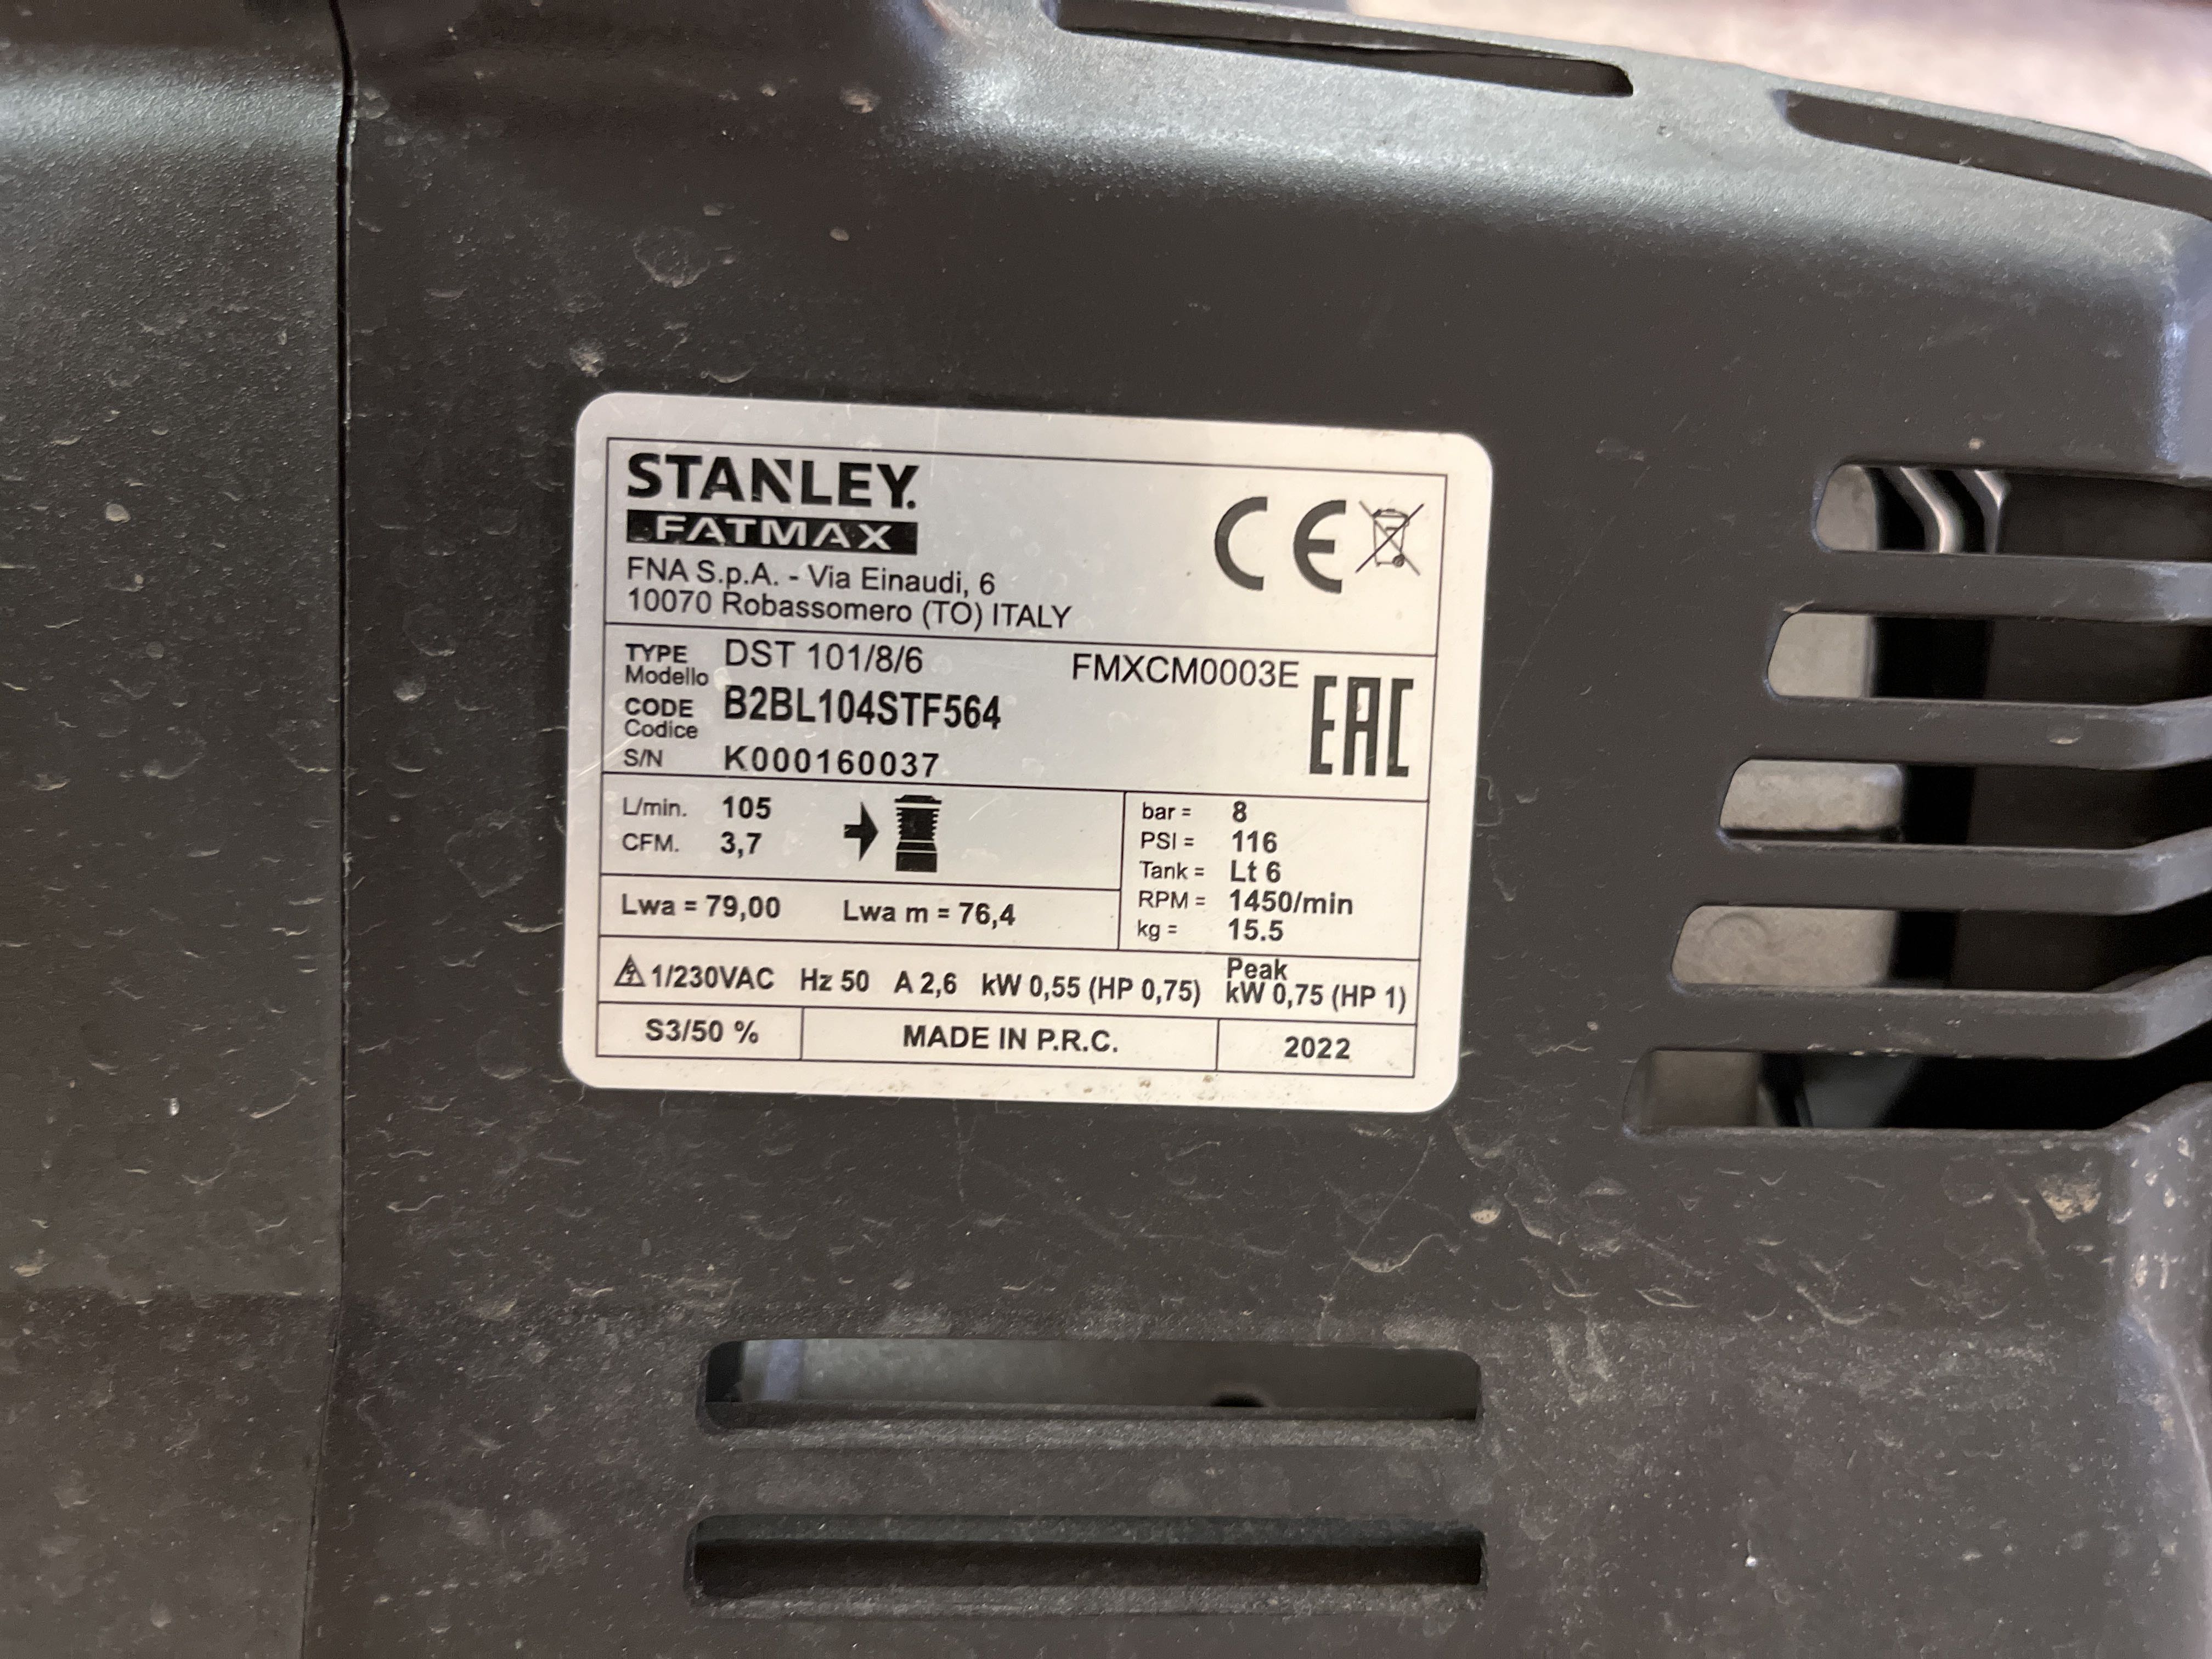 STANLEY.
FATMAX
FNA S.p.A. - Via Einaudi, 6
10070 Robassomero (TO) ITALY
CE
TYPE DST 101/8/6 FMXCM0003E
Modello
CODE B2BL104STF564
Codice
S/N K000160037
EAC
L/min. 105
CFM. 3,7
bar = 8
PSI = 116
Tank = Lt 6
RPM = 1450/min
kg = 15.5
Lwa = 79,00 Lwa m = 76,4
1/230VAC Hz 50 A 2,6 kW 0,55 (HP 0,75) Peak
kW 0,75 (HP 1)
S3/50 % MADE IN P.R.C. 2022